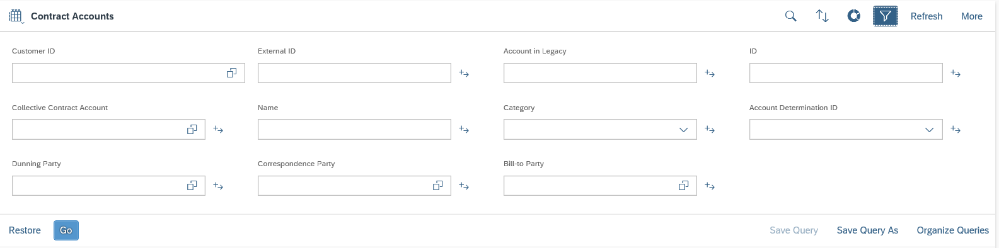 Contract Accounts
Refresh More
Customer ID External ID Account in Legacy ID
Collective Contract Account Name Category Account Determination ID
Dunning Party Correspondence Party Bill-to Party
Restore Go Save Query Save Query As Organize Queries